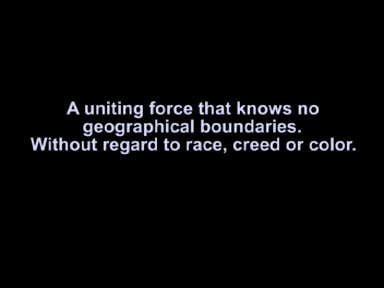 A uniting force that knows no
geographical boundaries.
Without regard to race, creed or color.